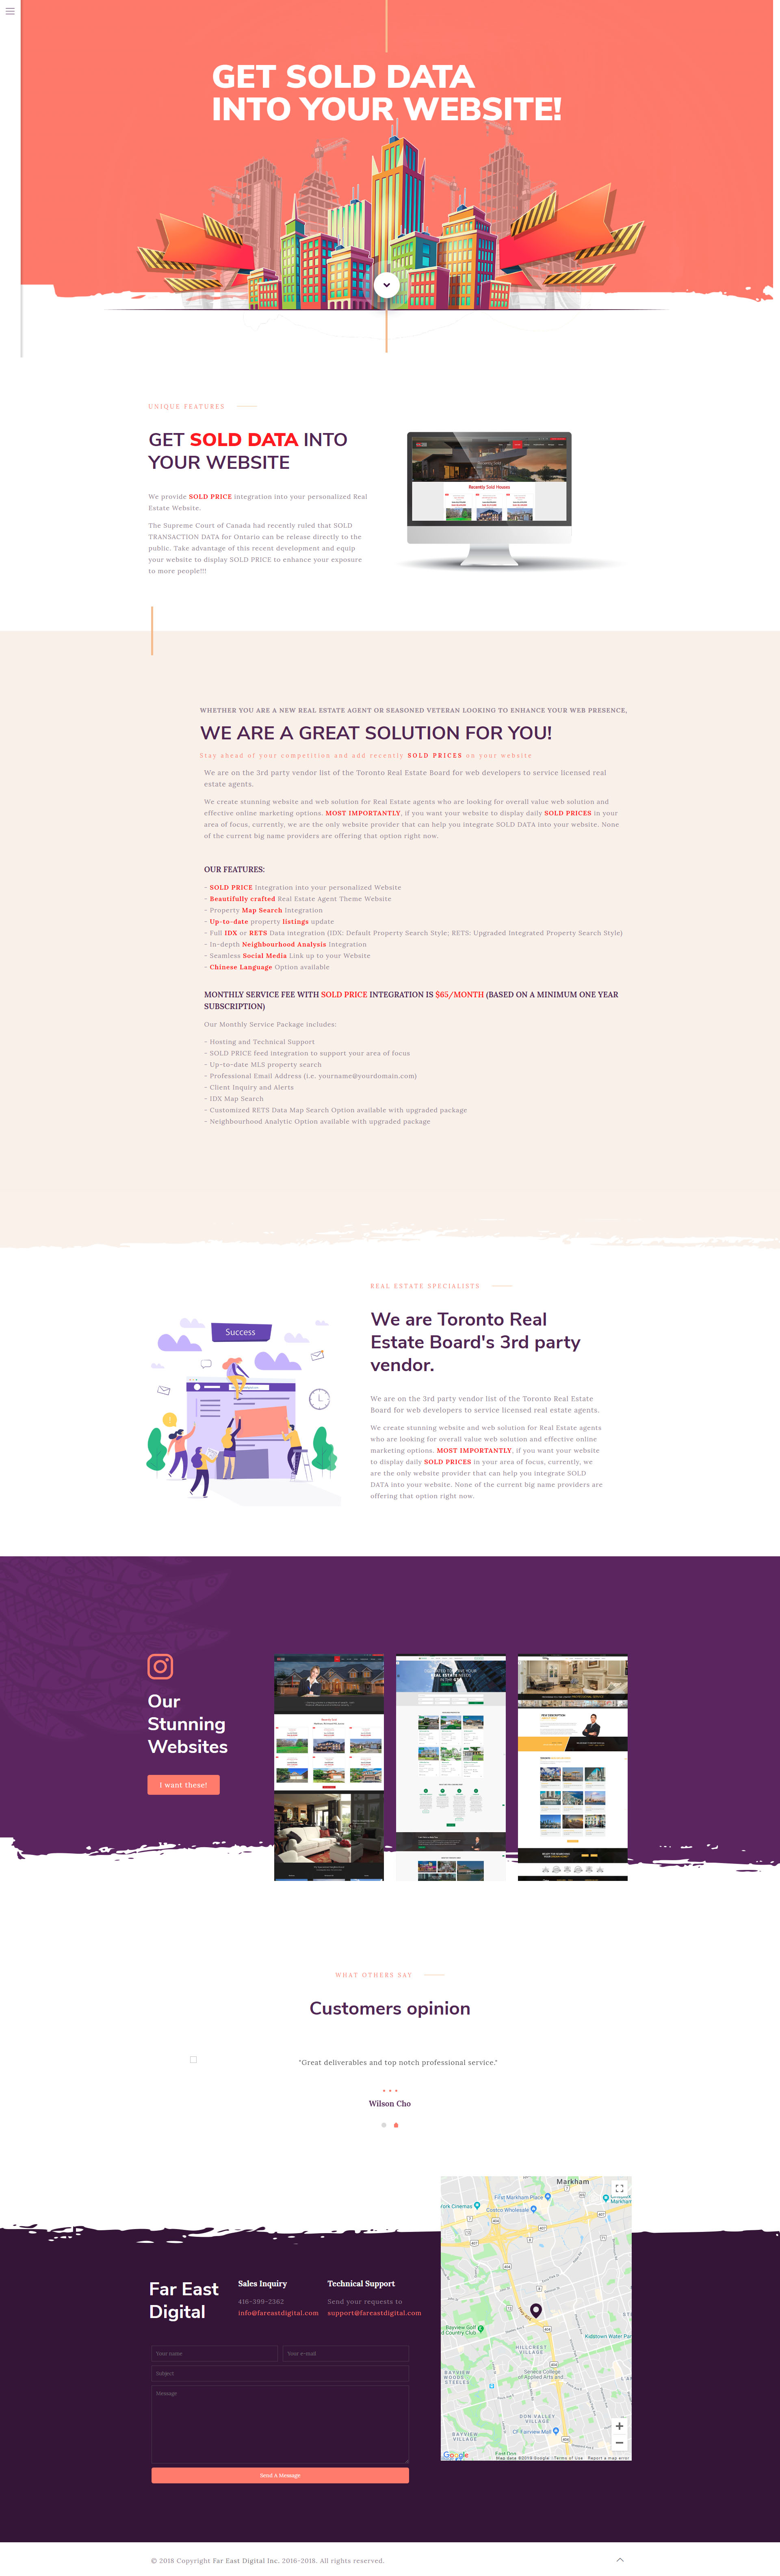 GET SOLD DATA
INTO YOUR WEBSITE!
UNIQUE FEATURES
GET SOLD DATA INTO
YOUR WEBSITE
We provide SOLD PRICE integration into your personalized Real
Estate Website.
The Supreme Court of Canada had recently ruled that SOLD
TRANSACTION DATA for Ontario can be release directly to the
public. Take advantage of this recent development and equip
your website to display SOLD PRICE to enhance your exposure
to more people!!!
Recently Sold Houses
WHETHER YOU ARE A NEW REAL ESTATE AGENT OR SEASONED VETERAN LOOKING TO ENHANCE YOUR WEB PRESENCE,
WE ARE A GREAT SOLUTION FOR YOU!
Stay ahead of your competition and add recently SOLD PRICES on your website
We are on the 3rd party vendor list of the Toronto Real Estate Board for web developers to service licensed real
estate agents.
We create stunning website and web solution for Real Estate agents who are looking for overall value web solution and
effective online marketing options. MOST IMPORTANTLY, if you want your website to display daily SOLD PRICES in your
area of focus, currently, we are the only website provider that can help you integrate SOLD DATA into your website. None
of the current big name providers are offering that option right now.
OUR FEATURES:
- SOLD PRICE Integration into your personalized Website
- Beautifully crafted Real Estate Agent Theme Website
- Property Map Search Integration
- Up-to-date property listings update
- Full IDX or RETS Data integration (IDX: Default Property Search Style; RETS: Upgraded Integrated Property Search Style)
- In-depth Neighbourhood Analysis Integration
- Seamless Social Media Link up to your Website
- Chinese Language Option available
MONTHLY SERVICE FEE WITH SOLD PRICE INTEGRATION IS $65/MONTH (BASED ON A MINIMUM ONE YEAR
SUBSCRIPTION)
Our Monthly Service Package includes:
- Hosting and Technical Support
- SOLD PRICE feed integration to support your area of focus
- Up-to-date MLS property search
- Professional Email Address (i.e. yourname@yourdomain.com)
- Client Inquiry and Alerts
- IDX Map Search
- Customized RETS Data Map Search Option available with upgraded package
- Neighbourhood Analytic Option available with upgraded package
REAL ESTATE SPECIALISTS
We are Toronto Real
Estate Board's 3rd party
vendor.
Success
We are on the 3rd party vendor list of the Toronto Real Estate
Board for web developers to service licensed real estate agents.
We create stunning website and web solution for Real Estate agents
who are looking for overall value web solution and effective online
marketing options. MOST IMPORTANTLY, if you want your website
to display daily SOLD PRICES in your area of focus, currently, we
are the only website provider that can help you integrate SOLD
DATA into your website. None of the current big name providers are
offering that option right now.
Our
Stunning
Websites
I want these!
WHAT OTHERS SAY
Customers opinion
"Great deliverables and top notch professional service."
Wilson Cho
Far East
Digital
Sales Inquiry
416-399-2362
info@fareastdigital.com
Technical Support
Send your requests to
support@fareastdigital.com
Your name
Your e-mail
Subject
Message
Send A Message
Markham
First Markham Place
Costco Wholesale
Markham
Bayview Golf
d Country Club
HILLCREST
VILLAGE
Kidstown Water
BAYVIEW
WOODS
STEELES
Seneca College
of Applied Arts and
DON VALLEY
VILLAGE
CF Fairview Mall
BAYVIEW
VILLAGE
Google
Map data ©2019 Google
Terms of Use
Report a map error
© 2018 Copyright Far East Digital Inc. 2016-2018. All rights reserved.